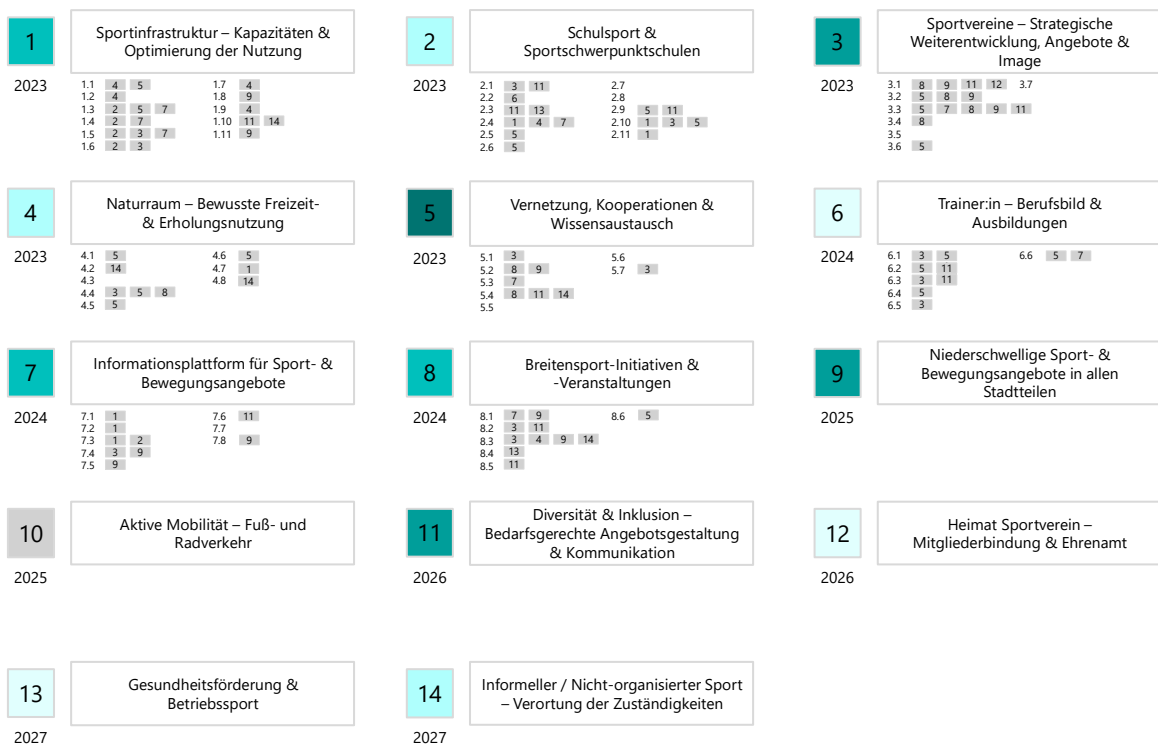 1
Sportinfrastruktur – Kapazitäten &
Optimierung der Nutzung
2023
1.1 4 5
1.2 4
1.3 2 5 7
1.4 2 7
1.5 2 3 7
1.6 2 3
1.7 4
1.8 9
1.9 4
1.10 11 14
1.11 9
2
Schulsport &
Sportschwerpunktschulen
2023
2.1 3 11
2.2 6
2.3 11 13
2.4 1 4 7
2.5 5
2.6 5
2.7
2.8
2.9 5 11
2.10 1 3 5
2.11 1
3
Sportvereine – Strategische
Weiterentwicklung, Angebote &
Image
2023
3.1 8 9 11 12
3.2 5 8 9
3.3 5 7 8 9 11
3.4 8
3.5
3.6 5
3.7
4
Naturraum – Bewusste Freizeit-
& Erholungsnutzung
2023
4.1 5
4.2 14
4.3
4.4 3 5 8
4.5 5
4.6 5
4.7 1
4.8 14
5
Vernetzung, Kooperationen &
Wissensaustausch
2023
5.1 3
5.2 8 9
5.3 7
5.4 8 11 14
5.5
5.6
5.7 3
6
Trainer:in – Berufsbild &
Ausbildungen
2024
6.1 3 5
6.2 5 11
6.3 3 11
6.4 5
6.5 3
6.6 5 7
7
Informationsplattform für Sport- &
Bewegungsangebote
2024
7.1 1
7.2 1
7.3 1 2
7.4 3 9
7.5 9
7.6 11
7.7
7.8 9
8
Breitensport-Initiativen &
-Veranstaltungen
2024
8.1 7 9
8.2 3 11
8.3 3 4 9 14
8.4 13
8.5 11
8.6 5
9
Niederschwellige Sport- &
Bewegungsangebote in allen
Stadtteilen
2025
10
Aktive Mobilität – Fuß- und
Radverkehr
2025
11
Diversität & Inklusion –
Bedarfsgerechte Angebotsgestaltung
& Kommunikation
2026
12
Heimat Sportverein –
Mitgliederbindung & Ehrenamt
2026
13
Gesundheitsförderung &
Betriebssport
2027
14
Informeller / Nicht-organisierter Sport
– Verortung der Zuständigkeiten
2027